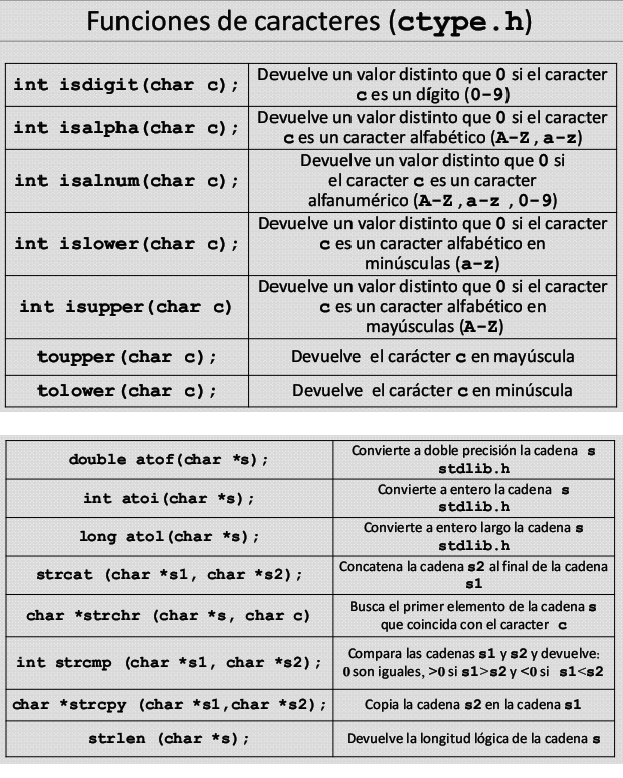 Funciones de caracteres (ctype.h)
int isdigit(char c);
Devuelve un valor distinto que 0 si el caracter
c es un dígito (0-9)
int isalpha(char c);
Devuelve un valor distinto que 0 si el caracter
c es un caracter alfabético (A-Z, a-z)
int isalnum(char c);
Devuelve un valor distinto que 0 si
el caracter c es un caracter
alfanumérico (A-Z, a-z , 0-9)
int islower(char c);
Devuelve un valor distinto que 0 si el caracter
c es un caracter alfabético en
minúsculas (a-z)
int isupper(char c)
Devuelve un valor distinto que 0 si el caracter
c es un caracter alfabético en
mayúsculas (A-Z)
toupper(char c);
Devuelve el carácter c en mayúscula
tolower(char c);
Devuelve el carácter c en minúscula
double atof(char *s);
Convierte a doble precisión la cadena s
stdlib.h
int atoi(char *s);
Convierte a entero la cadena s
stdlib.h
long atol(char *s);
Convierte a entero largo la cadena s
stdlib.h
strcat (char *s1, char *s2);
Concatena la cadena s2 al final de la cadena
s1
char *strchr (char *s, char c)
Busca el primer elemento de la cadena s
que coincida con el caracter c
int strcmp (char *s1, char *s2);
Compara las cadenas s1 y s2 y devuelve:
0 son iguales, >0 si s1>s2 y <0 si s1<s2
char *strcpy (char *s1,char *s2);
Copia la cadena s2 en la cadena s1
strlen (char *s);
Devuelve la longitud lógica de la cadena s